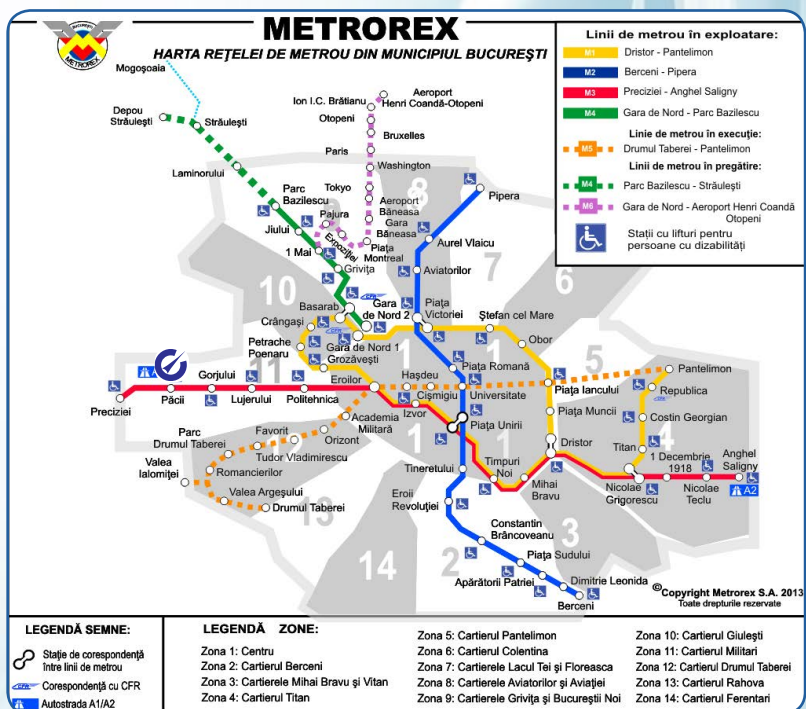 METROREX
HARTA REȚELEI DE METROU DIN MUNICIPIUL BUCUREȘTI
BUCUREȘTI
METROREX
Linii de metrou în exploatare:
M1 Dristor - Pantelimon
M2 Berceni - Pipera
M3 Preciziei - Anghel Saligny
M4 Gara de Nord - Parc Bazilescu
Linie de metrou în execuție:
M5 Drumul Taberei - Pantelimon
Linii de metrou în pregătire:
M4 Parc Bazilescu - Străulești
M6 Gara de Nord - Aeroport Henri Coandă
Otopeni
Stații cu lifturi pentru
persoane cu dizabilități
Mogoșoaia
Depou
Străulești
Străulești
Laminorului
Parc
Bazilescu
Jiului
1 Mai
Grivița
Basarab
Gara
de Nord 2
CFR
Ion I.C. Brătianu
Aeroport
Henri Coandă-Otopeni
Otopeni
Bruxelles
Paris
Washington
Tokyo
Aeroport
Băneasa
Gara
Băneasa
Pajura
Expoziției
Piața
Montreal
Pipera
Aurel Vlaicu
Aviatorilor
Piața
Victoriei
Ștefan cel Mare
Obor
Crângași
Petrache
Poenaru
CFR
Gara de Nord 1
Grozăvești
Eroilor
Hașdeu
Cișmigiu
Izvor
Piața Romană
Universitate
Piața Unirii
Piața Iancului
Piața Muncii
Dristor
Pantelimon
Republica
CFR
Costin Georgian
Titan
1 Decembrie
1918
Anghel
Saligny
A2
Nicolae
Grigorescu
Nicolae
Teclu
Preciziei
Păcii
Gorjului
Lujerului
Politehnica
Academia
Militară
Orizont
Favorit
Tudor Vladimirescu
Parc
Drumul Taberei
Romancierilor
Valea
Ialomiței
Valea Argeșului
Drumul Taberei
Tineretului
Timpuri
Noi
Mihai
Bravu
Eroii
Revoluției
Constantin
Brâncoveanu
Piața Sudului
Apărătorii Patriei
Dimitrie Leonida
Berceni
8
7
6
10
11
5
1
1
1
1
4
12
13
14
2
3
©Copyright Metrorex S.A. 2013
Toate drepturile rezervate
LEGENDĂ SEMNE:
Stație de corespondență
între linii de metrou
CFR Corespondență cu CFR
Autostrada A1/A2
LEGENDĂ ZONE:
Zona 1: Centru
Zona 2: Cartierul Berceni
Zona 3: Cartierele Mihai Bravu și Vitan
Zona 4: Cartierul Titan
Zona 5: Cartierul Pantelimon
Zona 6: Cartierul Colentina
Zona 7: Cartierele Lacul Tei și Floreasca
Zona 8: Cartierele Aviatorilor și Aviației
Zona 9: Cartierele Grivița și Bucureștii Noi
Zona 10: Cartierul Giulești
Zona 11: Cartierul Militari
Zona 12: Cartierul Drumul Taberei
Zona 13: Cartierul Rahova
Zona 14: Cartierul Ferentari